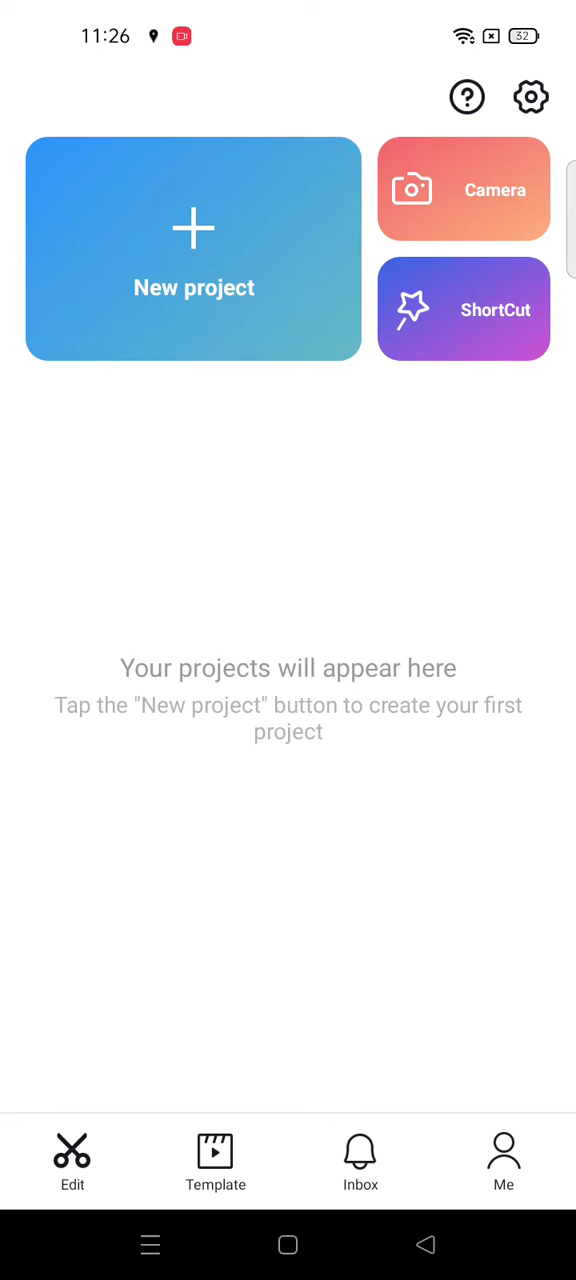 11:26
32
New project
Camera
ShortCut
Your projects will appear here
Tap the "New project" button to create your first
project
Edit
Template
Inbox
Me